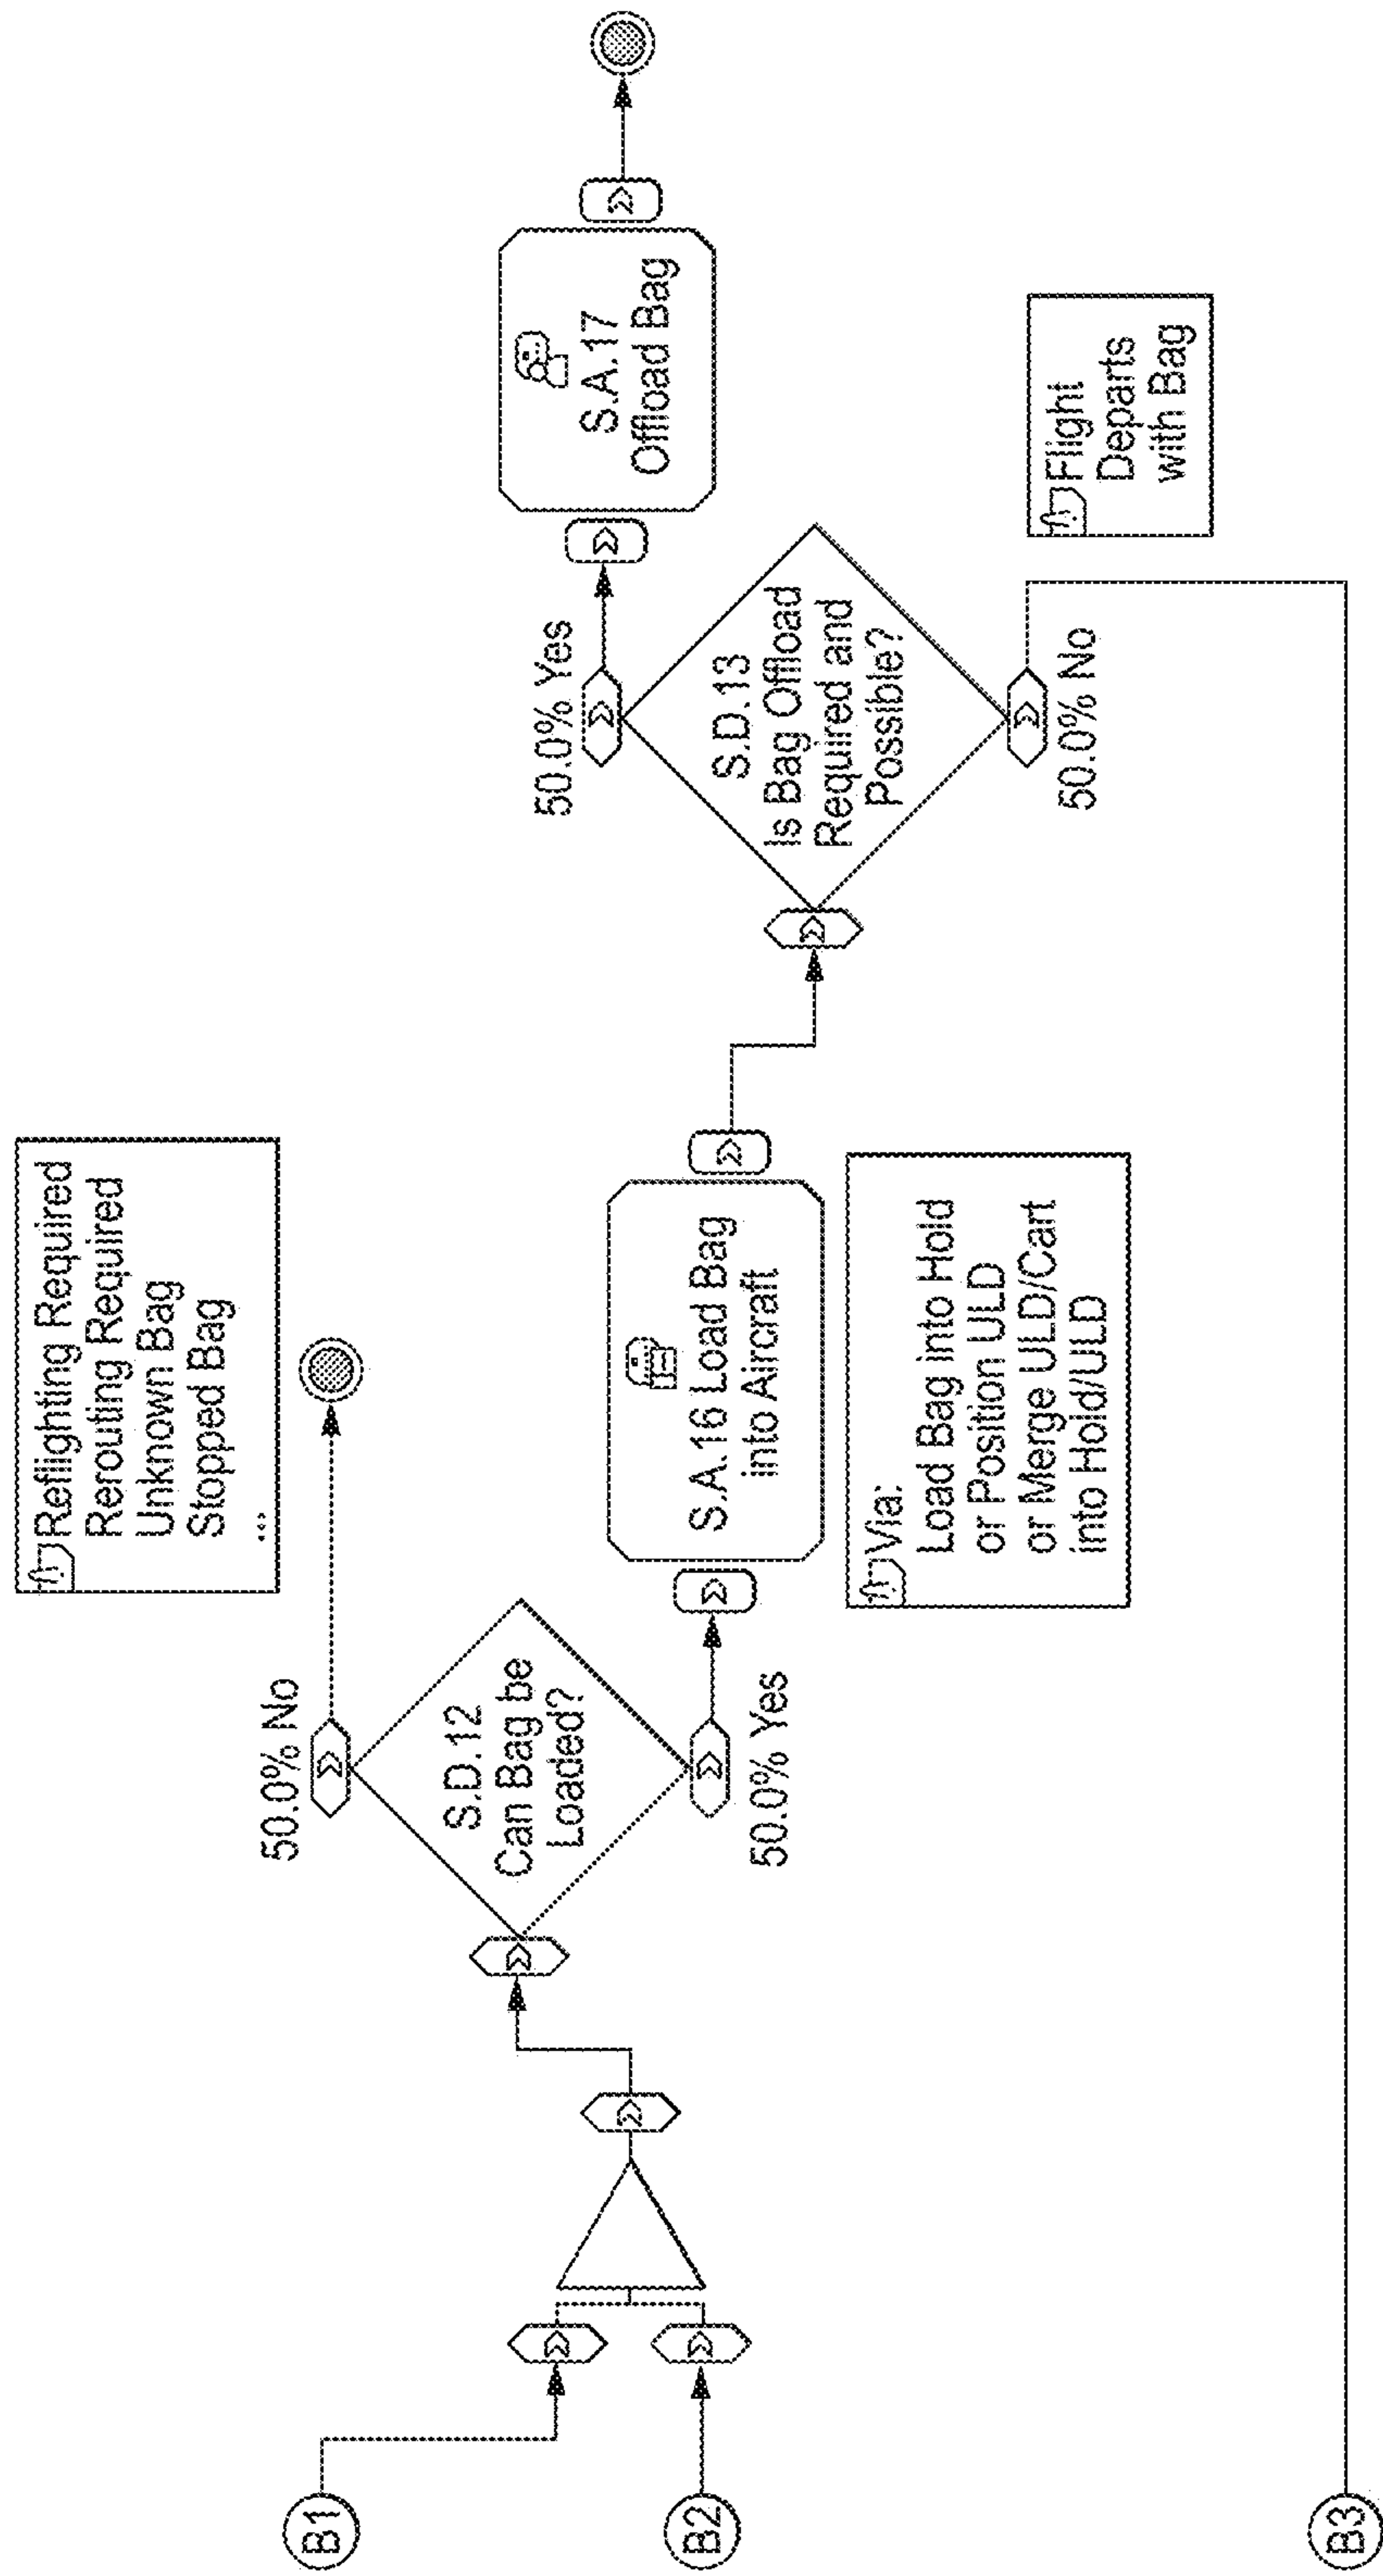 B1
B2
B3
50.0% No
S.D.12
Can Bag be
Loaded?
50.0% Yes
Reflighting Required
Rerouting Required
Unknown Bag
Stopped Bag
...
S.A.16 Load Bag
into Aircraft
Via:
Load Bag into Hold
or Position ULD
or Merge ULD/Cart
into Hold/ULD
50.0% Yes
S.D.13
Is Bag Offload
Required and
Possible?
50.0% No
S.A.17
Offload Bag
Flight
Departs
with Bag